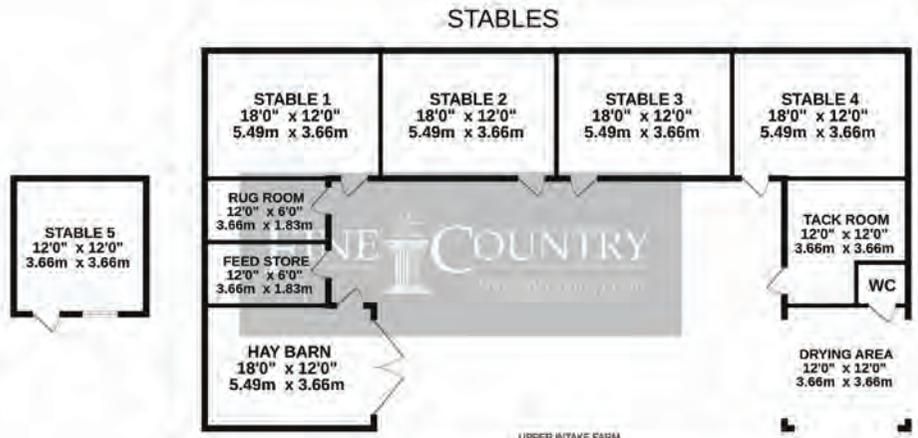 STABLES
STABLE 1
18'0" x 12'0"
5.49m x 3.66m
STABLE 2
18'0" x 12'0"
5.49m x 3.66m
STABLE 3
18'0" x 12'0"
5.49m x 3.66m
STABLE 4
18'0" x 12'0"
5.49m x 3.66m
STABLE 5
12'0" x 12'0"
3.66m x 3.66m
RUG ROOM
12'0" x 6'0"
3.66m x 1.83m
FINE COUNTRY
FEED STORE
12'0" x 6'0"
3.66m x 1.83m
TACK ROOM
12'0" x 12'0"
3.66m x 3.66m
WC
HAY BARN
18'0" x 12'0"
5.49m x 3.66m
DRYING AREA
12'0" x 12'0"
3.66m x 3.66m
UPPER INTAKE FARM